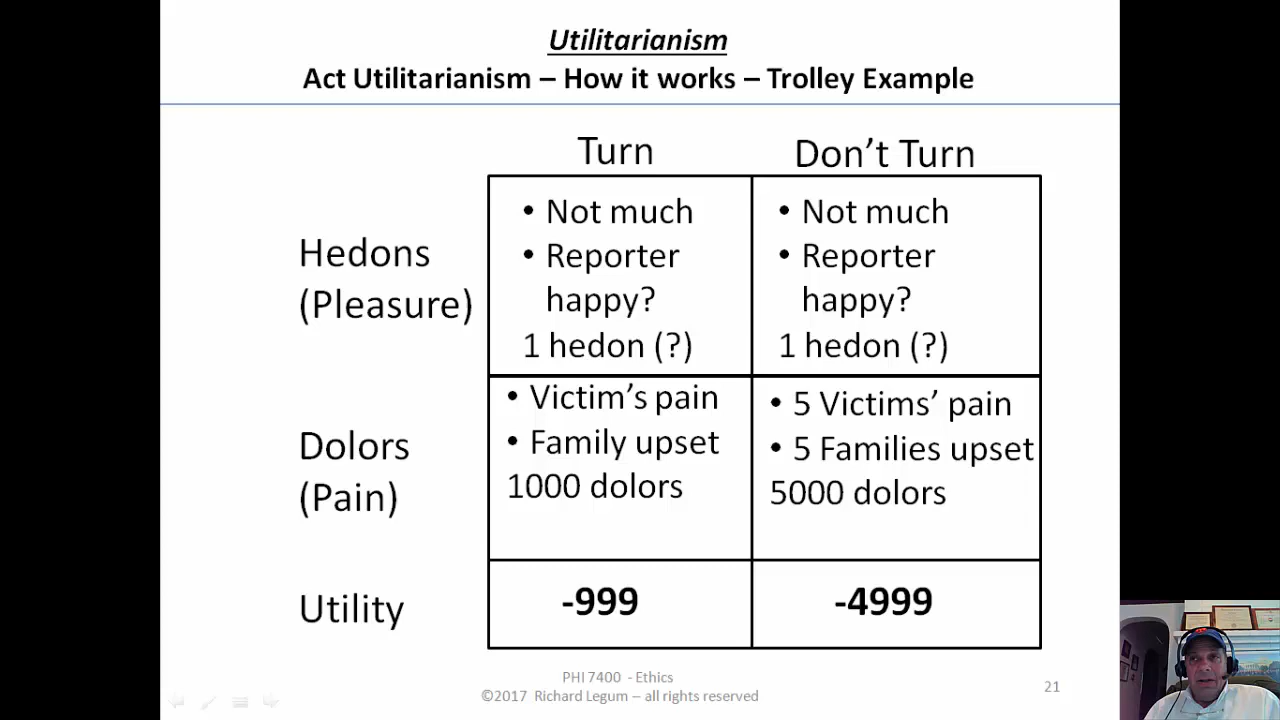 Utilitarianism
Act Utilitarianism – How it works – Trolley Example
Turn
Don’t Turn
Hedons
(Pleasure)
• Not much
• Reporter
happy?
1 hedon (?)
• Not much
• Reporter
happy?
1 hedon (?)
Dolors
(Pain)
• Victim’s pain
• Family upset
1000 dolors
• 5 Victims’ pain
• 5 Families upset
5000 dolors
Utility
-999
-4999
PHI 7400 - Ethics
©2017 Richard Legum – all rights reserved
21